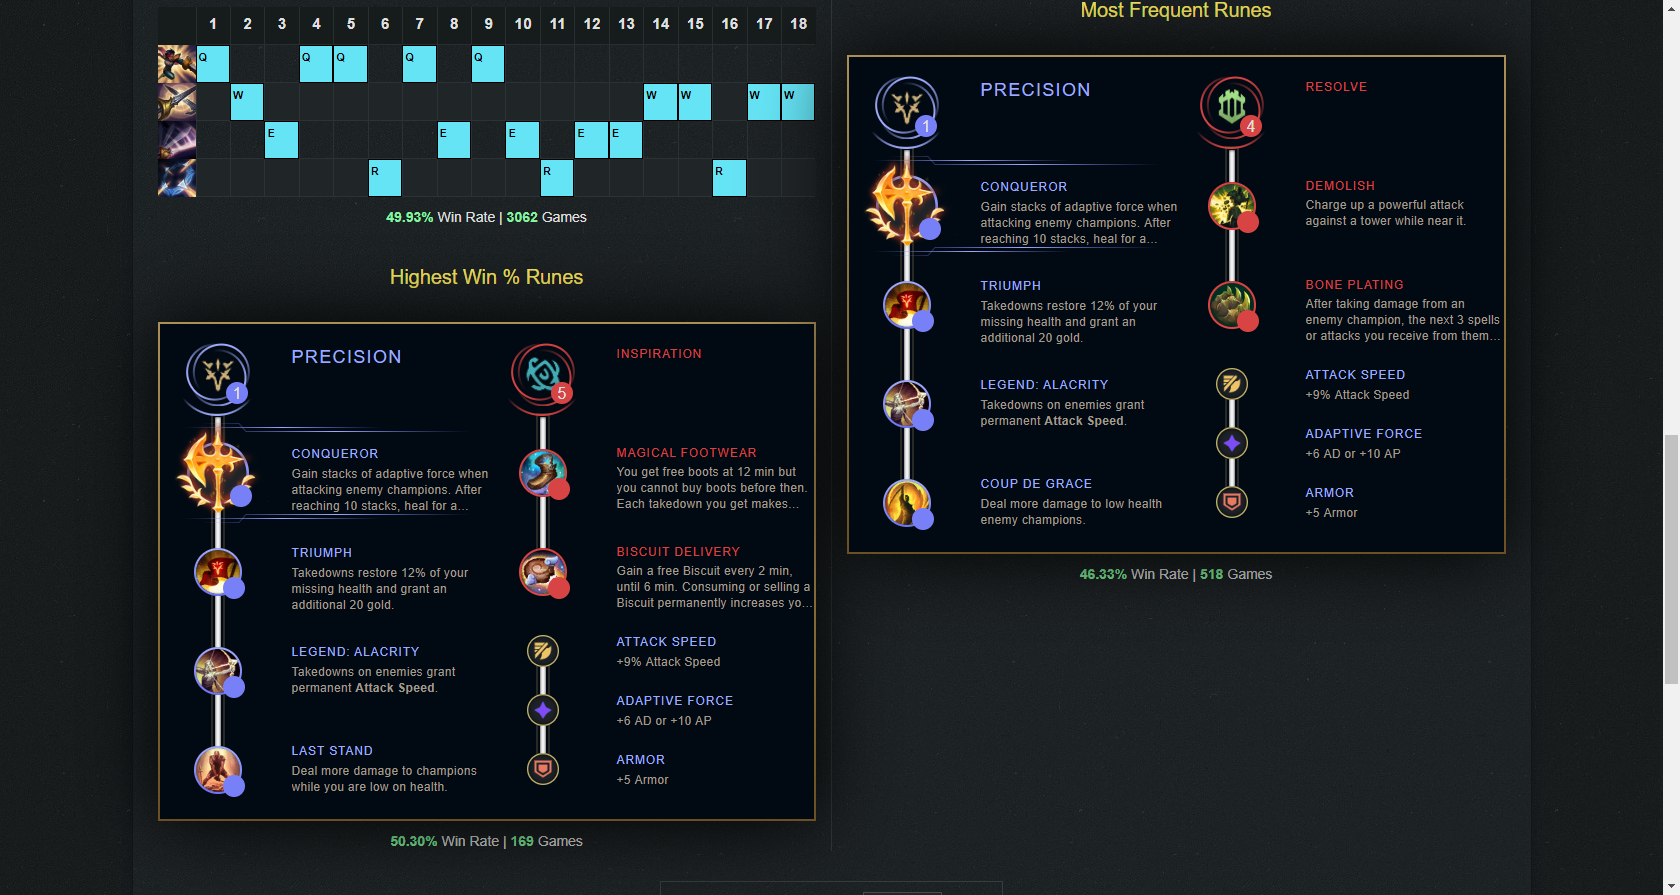 1 2 3 4 5 6 7 8 9 10 11 12 13 14 15 16 17 18
Q Q Q Q Q
W W W W W
E E E E E
R R R
49.93% Win Rate | 3062 Games
Highest Win % Runes
PRECISION
1
CONQUEROR
Gain stacks of adaptive force when
attacking enemy champions. After
reaching 10 stacks, heal for a...
TRIUMPH
Takedowns restore 12% of your
missing health and grant an
additional 20 gold.
LEGEND: ALACRITY
Takedowns on enemies grant
permanent Attack Speed.
LAST STAND
Deal more damage to champions
while you are low on health.
INSPIRATION
5
MAGICAL FOOTWEAR
You get free boots at 12 min but
you cannot buy boots before then.
Each takedown you get makes...
BISCUIT DELIVERY
Gain a free Biscuit every 2 min,
until 6 min. Consuming or selling a
Biscuit permanently increases yo...
ATTACK SPEED
+9% Attack Speed
ADAPTIVE FORCE
+6 AD or +10 AP
ARMOR
+5 Armor
50.30% Win Rate | 169 Games
Most Frequent Runes
PRECISION
1
CONQUEROR
Gain stacks of adaptive force when
attacking enemy champions. After
reaching 10 stacks, heal for a...
TRIUMPH
Takedowns restore 12% of your
missing health and grant an
additional 20 gold.
LEGEND: ALACRITY
Takedowns on enemies grant
permanent Attack Speed.
COUP DE GRACE
Deal more damage to low health
enemy champions.
RESOLVE
4
DEMOLISH
Charge up a powerful attack
against a tower while near it.
BONE PLATING
After taking damage from an
enemy champion, the next 3 spells
or attacks you receive from them...
ATTACK SPEED
+9% Attack Speed
ADAPTIVE FORCE
+6 AD or +10 AP
ARMOR
+5 Armor
46.33% Win Rate | 518 Games